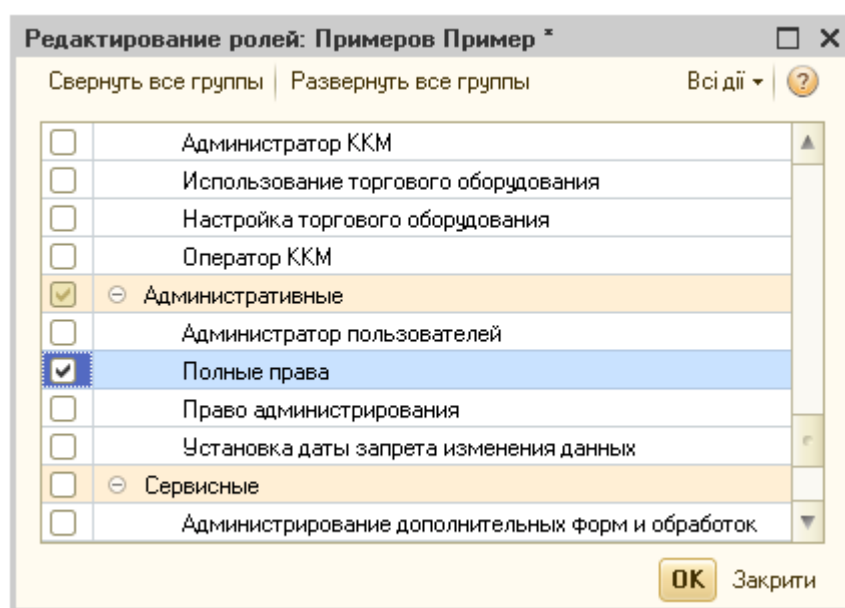 Редактирование ролей: Примеров Пример *
Свернуть все группы Развернуть все группы Всі дії ?
Администратор ККМ
Использование торгового оборудования
Настройка торгового оборудования
Оператор ККМ
Административные
Администратор пользователей
Полные права
Право администрирования
Установка даты запрета изменения данных
Сервисные
Администрирование дополнительных форм и обработок
OK Закрити